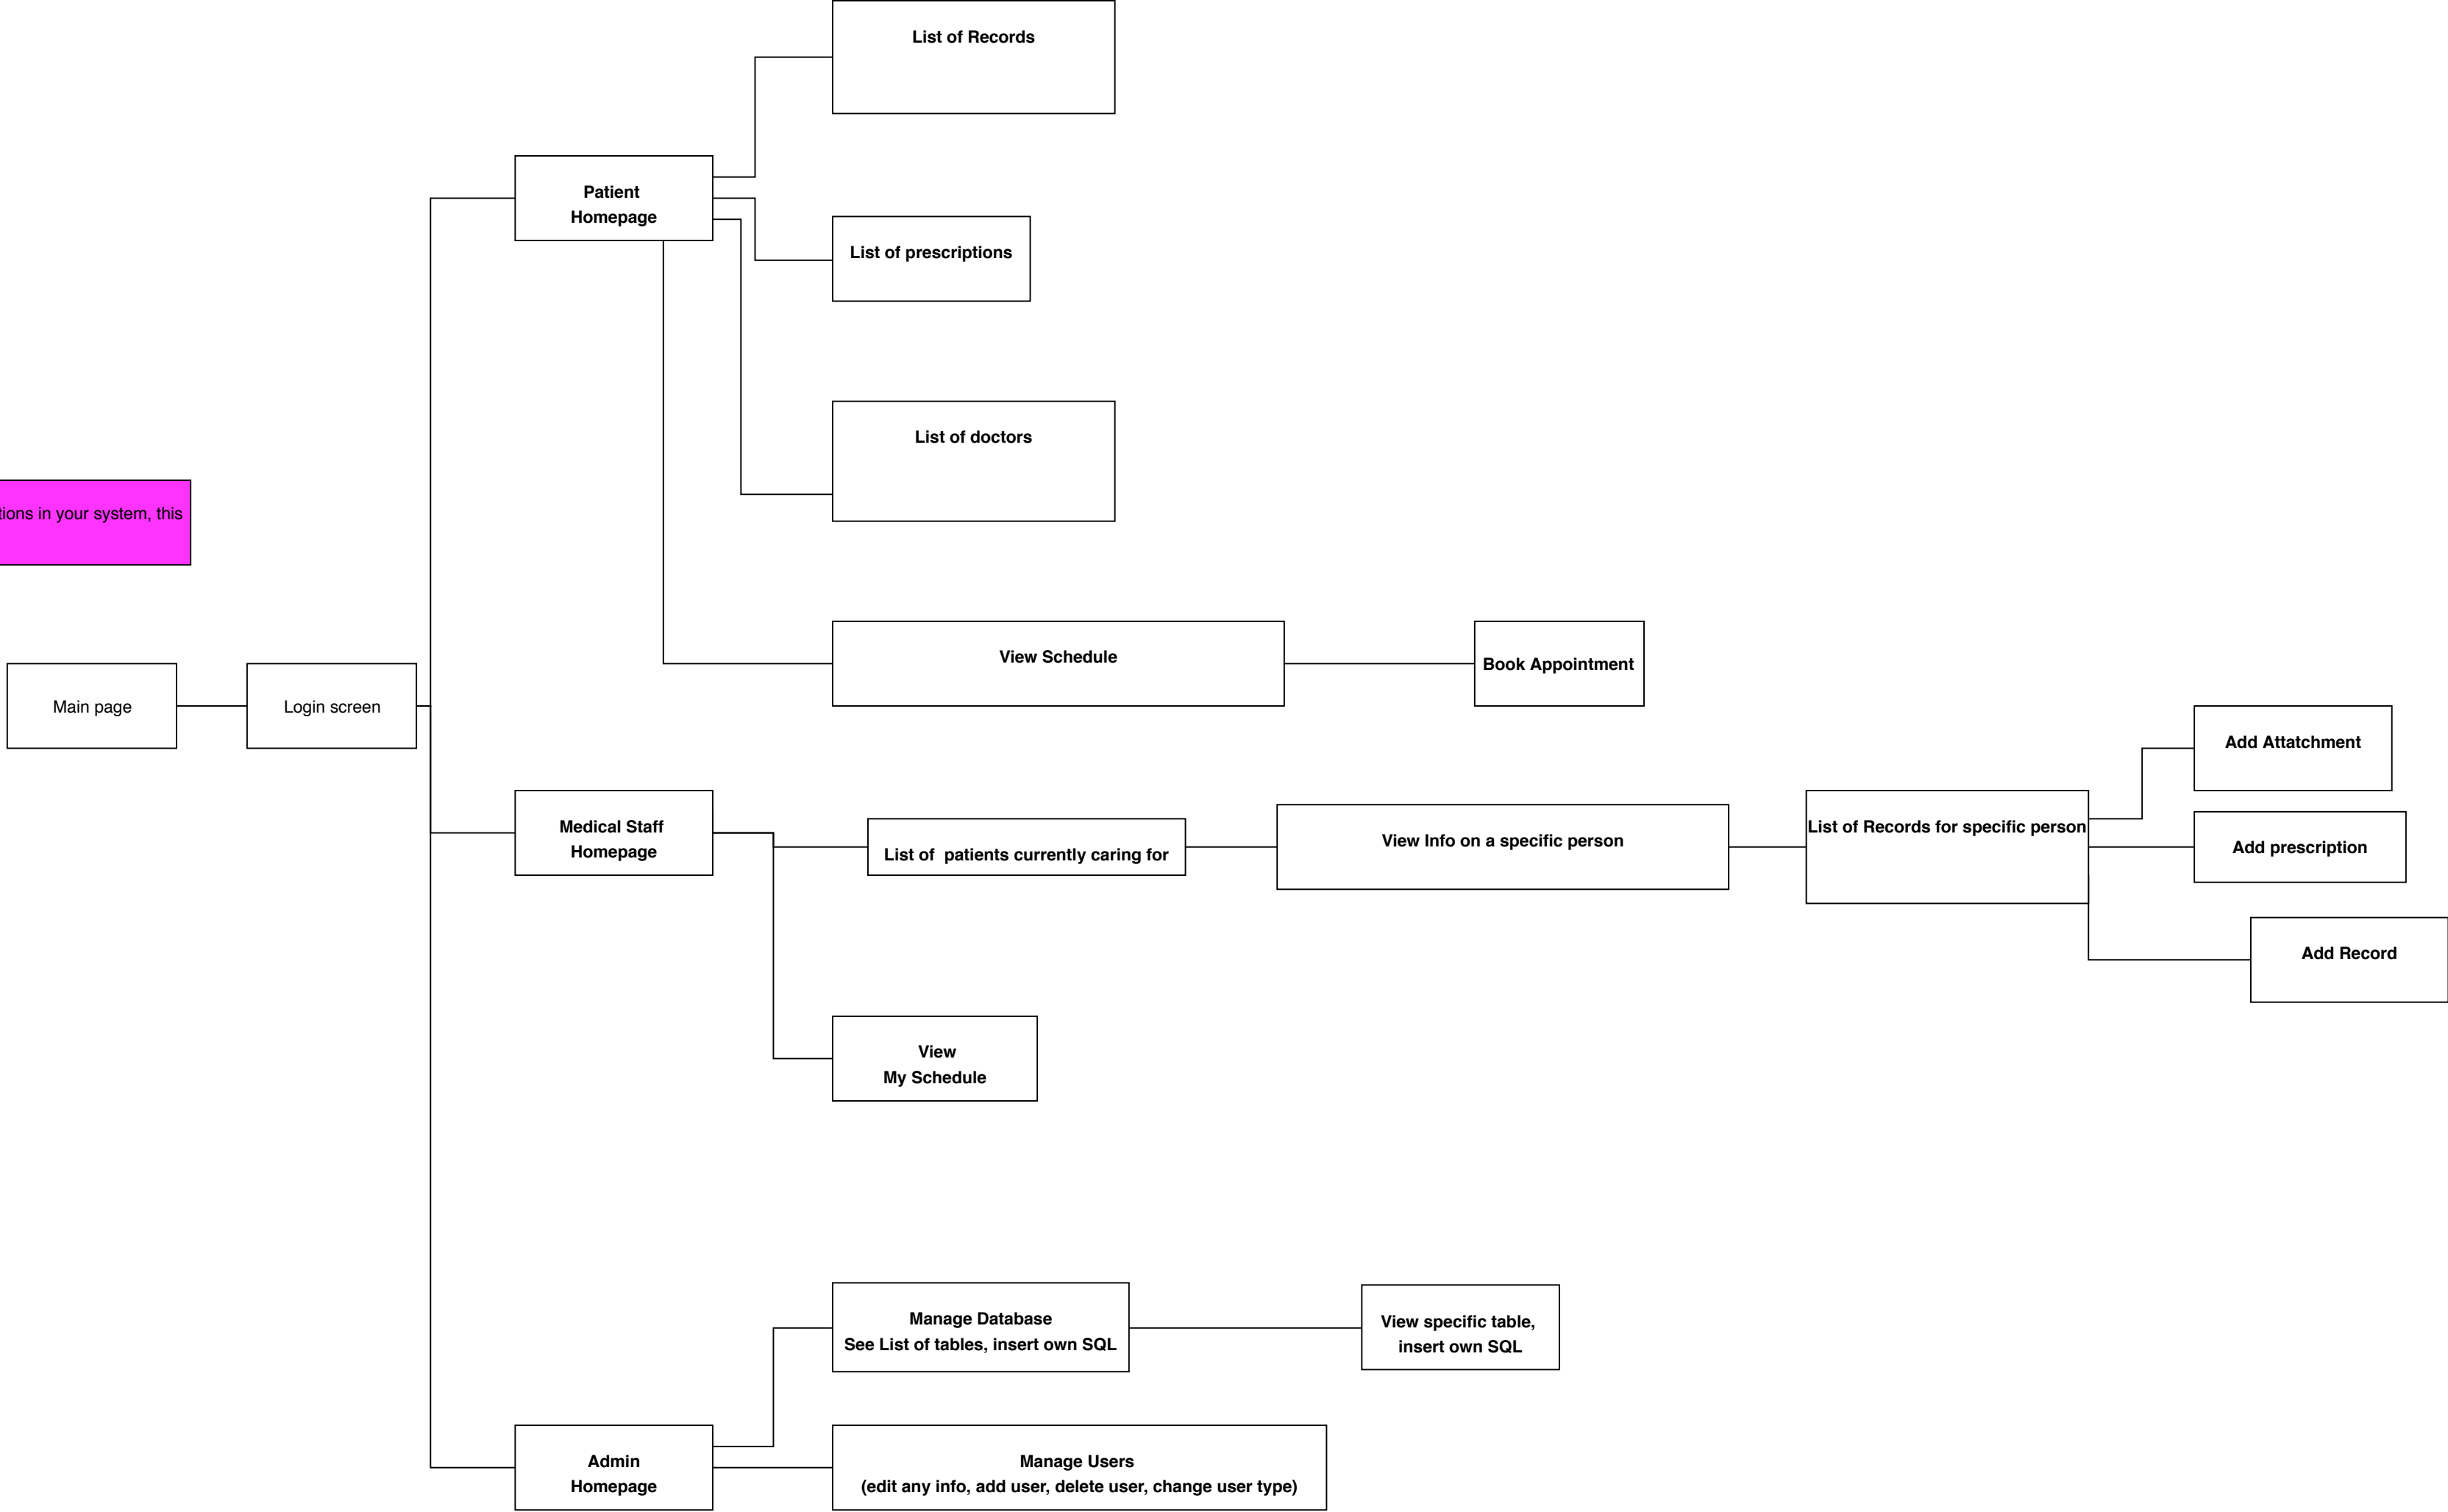 List of Records
Patient
Homepage
List of prescriptions
List of doctors
tions in your system, this
View Schedule
Book Appointment
Main page
Login screen
Add Attatchment
Medical Staff
Homepage
List of  patients currently caring for
View Info on a specific person
List of Records for specific person
Add prescription
Add Record
View
My Schedule
Manage Database
See List of tables, insert own SQL
View specific table,
insert own SQL
Admin
Homepage
Manage Users
(edit any info, add user, delete user, change user type)